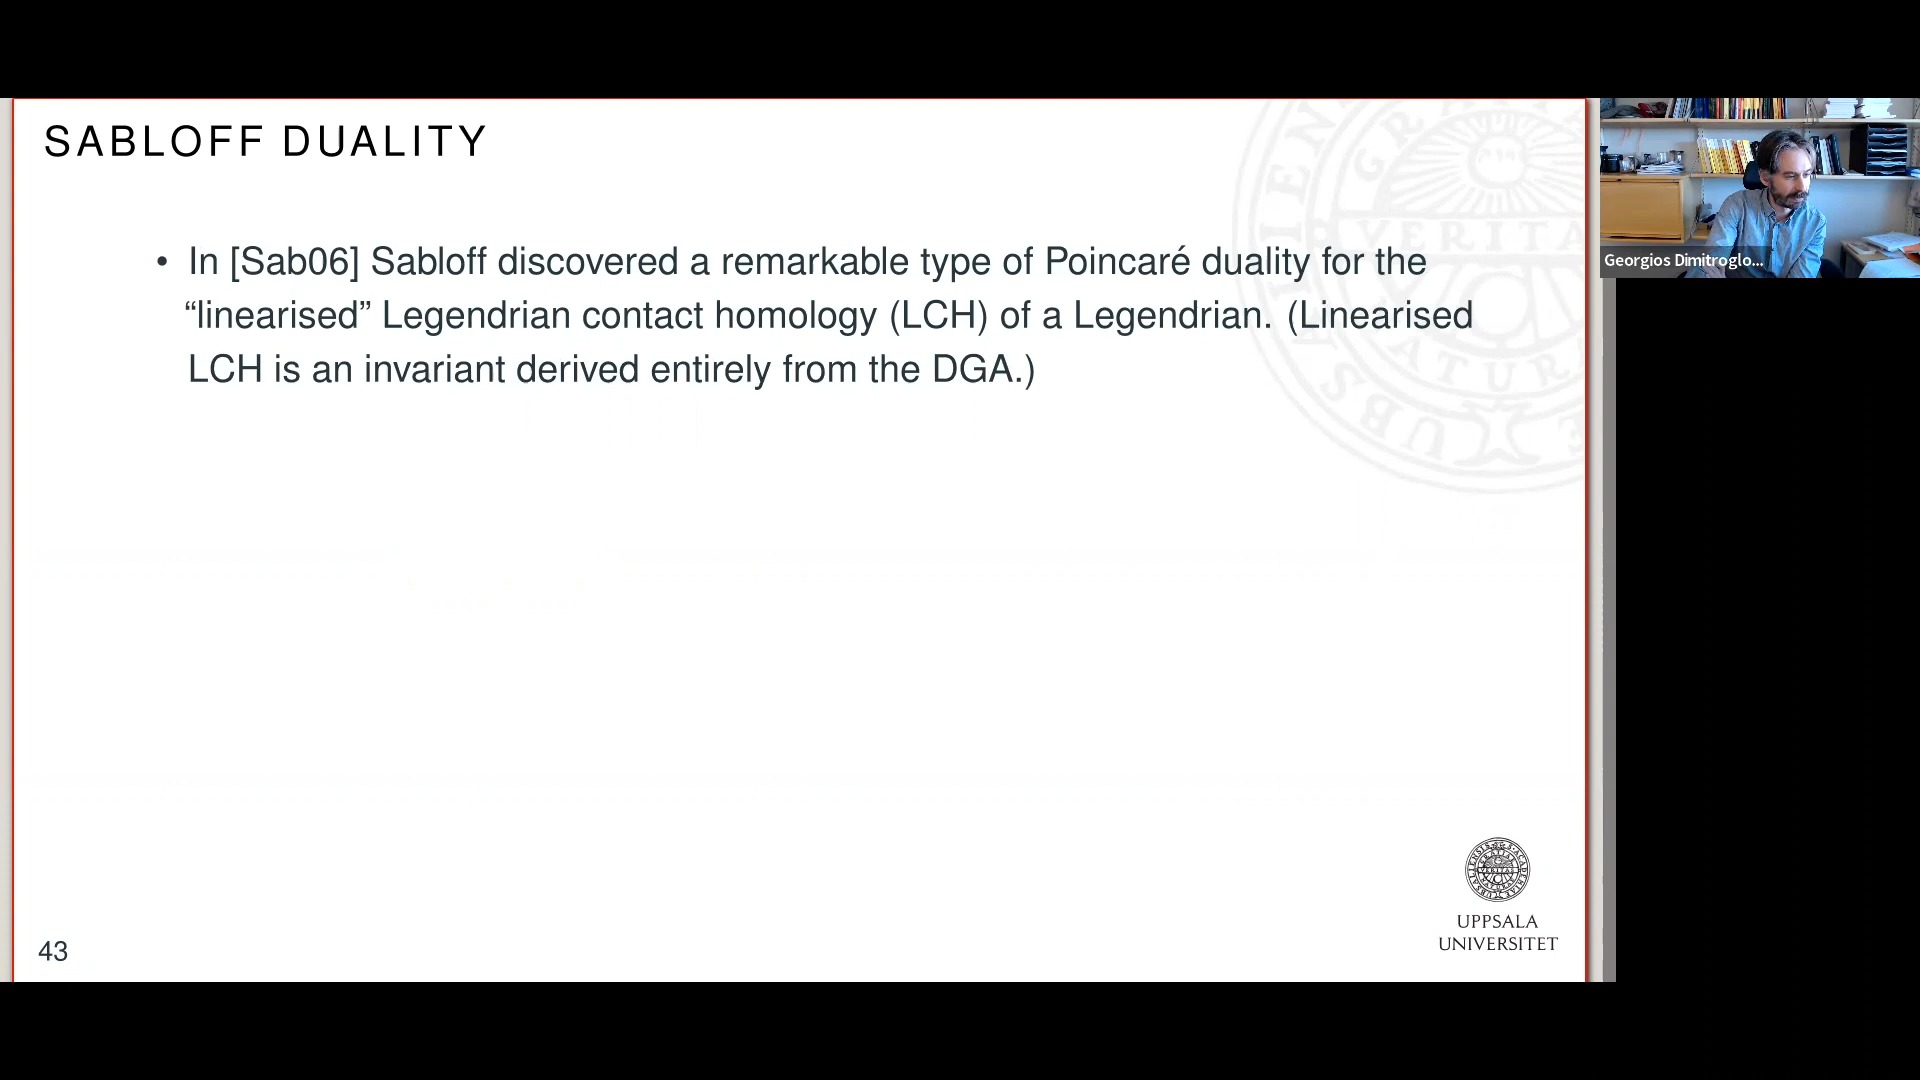 SABLOFF DUALITY
• In [Sab06] Sabloff discovered a remarkable type of Poincaré duality for the
“linearised” Legendrian contact homology (LCH) of a Legendrian. (Linearised
LCH is an invariant derived entirely from the DGA.)
43
UPPSALA
UNIVERSITET
Georgios Dimitroglo...